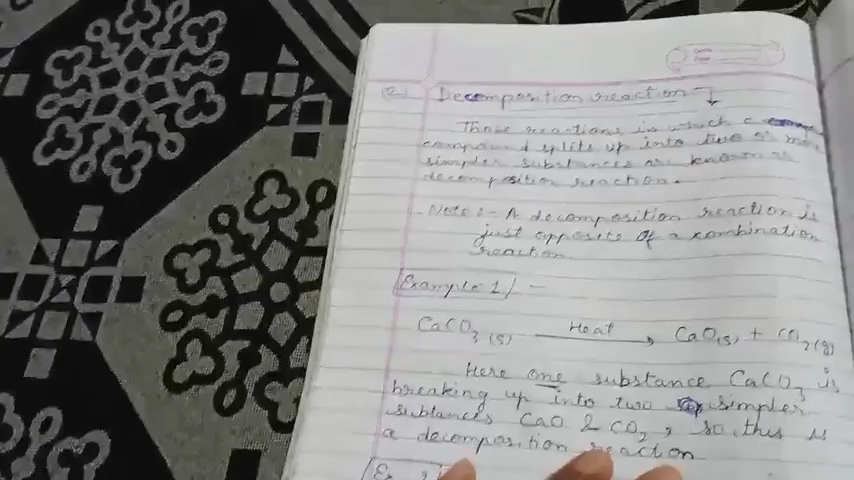 2. Decomposition reaction
Those reactions in which a
compound splits up into two or more
simpler substances are known as
decomposition reaction.
Note :- A decomposition reaction is
just opposite of a combination
reaction
Example 1 -
CaCO3 (s) Heat → CaO(s) + CO2(g)
Here one substance CaCO3 is
breaking up into two simpler
subtances CaO & CO2, so, this is
a decomposition reaction